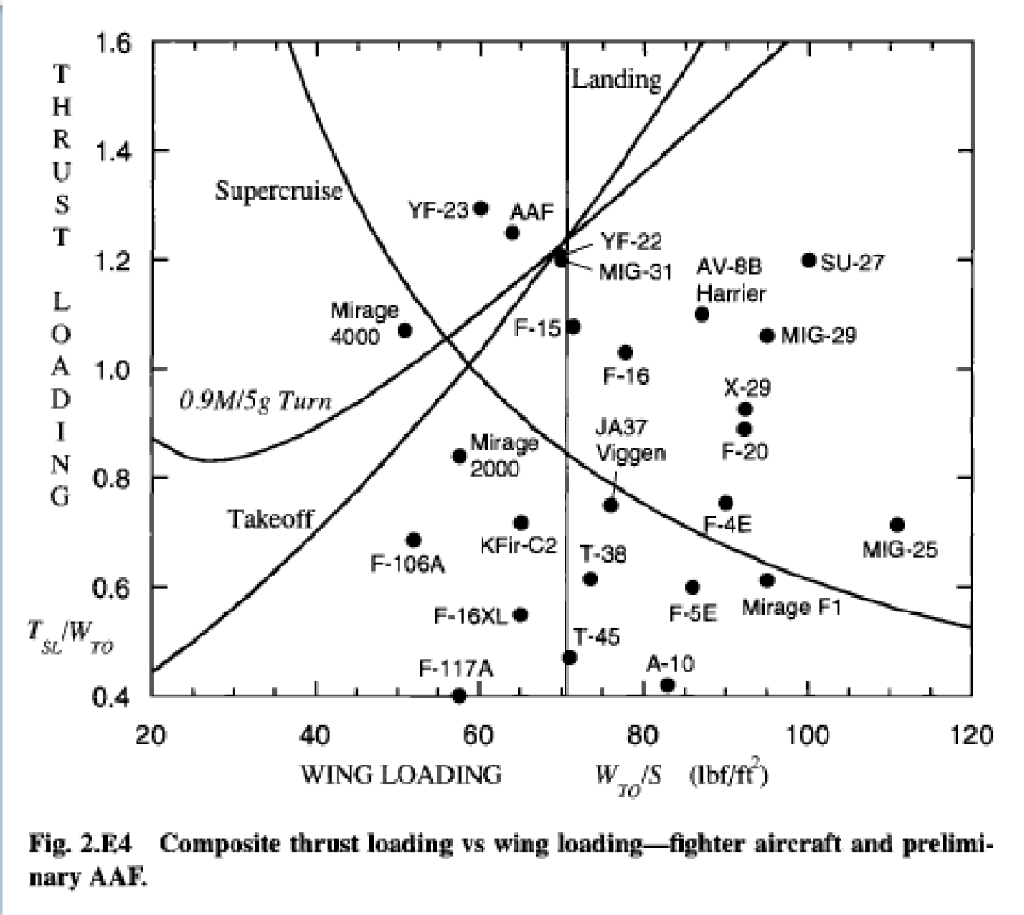 THRUST LOADING
1.6
1.4
1.2
1.0
0.8
0.6
0.4
T_SL/W_TO
Landing
Supercruise
YF-23
AAF
YF-22
MIG-31
AV-8B
Harrier
SU-27
Mirage
4000
F-15
MIG-29
F-16
X-29
0.9M/5g Turn
JA37
Viggen
F-20
Mirage
2000
Takeoff
KFir-C2
F-4E
MIG-25
F-106A
T-38
F-16XL
F-5E
Mirage F1
T-45
F-117A
A-10
20 40 60 80 100 120
WING LOADING W_TO/S (lbf/ft²)
Fig. 2.E4 Composite thrust loading vs wing loading—fighter aircraft and prelimi-
nary AAF.